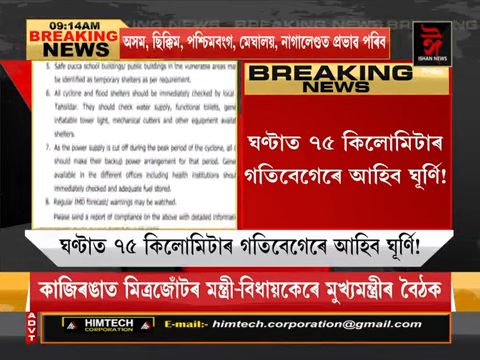 09:14AM
BREAKING
NEWS
অসম, ছিক্কিম, পশ্চিমবংগ, মেঘালয়, নাগালেণ্ডত প্ৰভাৱ পৰিব
ISHAN NEWS
5. Safe pucca school buildings/ public buildings in the vulnerable areas ma
be identified as temporary shelters as per requirement.
6. All cyclone and flood shelters should be immediately checked by local
Tahsildar. They should check water supply, functional toilets, gene
inflatable tower light, mechanical cutters and other equipment availab
shelters.
7. As the power supply is cut off during the peak period of the cyclone, all
should make their backup power arrangement for that period. Gene
available in the different offices including health institutions shoul
immediately checked and adequate fuel stored.
8. Regular IMD forecast/ warnings may be watched.
Please send a report of compliance on the above with detailed informati
BREAKING
NEWS
ঘণ্টাত ৭৫ কিলোমিটাৰ
গতিবেগেৰে আহিব ঘূৰ্ণি!
ঘণ্টাত ৭৫ কিলোমিটাৰ গতিবেগেৰে আহিব ঘূৰ্ণি!
কাজিৰঙাত মিত্ৰজোঁটৰ মন্ত্ৰী-বিধায়কেৰে মুখ্যমন্ত্ৰীৰ বৈঠক
ADVT
HIMTECH
CORPORATION
E-mail:- himtech.corporation@gmail.com